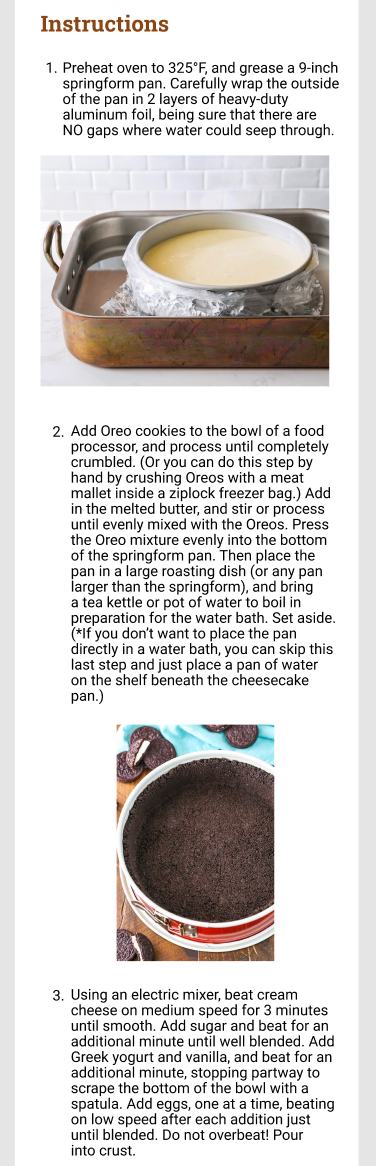 Instructions
1. Preheat oven to 325°F, and grease a 9-inch
springform pan. Carefully wrap the outside
of the pan in 2 layers of heavy-duty
aluminum foil, being sure that there are
NO gaps where water could seep through.
2. Add Oreo cookies to the bowl of a food
processor, and process until completely
crumbled. (Or you can do this step by
hand by crushing Oreos with a meat
mallet inside a ziplock freezer bag.) Add
in the melted butter, and stir or process
until evenly mixed with the Oreos. Press
the Oreo mixture evenly into the bottom
of the springform pan. Then place the
pan in a large roasting dish (or any pan
larger than the springform), and bring
a tea kettle or pot of water to boil in
preparation for the water bath. Set aside.
(*If you don’t want to place the pan
directly in a water bath, you can skip this
last step and just place a pan of water
on the shelf beneath the cheesecake
pan.)
3. Using an electric mixer, beat cream
cheese on medium speed for 3 minutes
until smooth. Add sugar and beat for an
additional minute until well blended. Add
Greek yogurt and vanilla, and beat for an
additional minute, stopping partway to
scrape the bottom of the bowl with a
spatula. Add eggs, one at a time, beating
on low speed after each addition just
until blended. Do not overbeat! Pour
into crust.